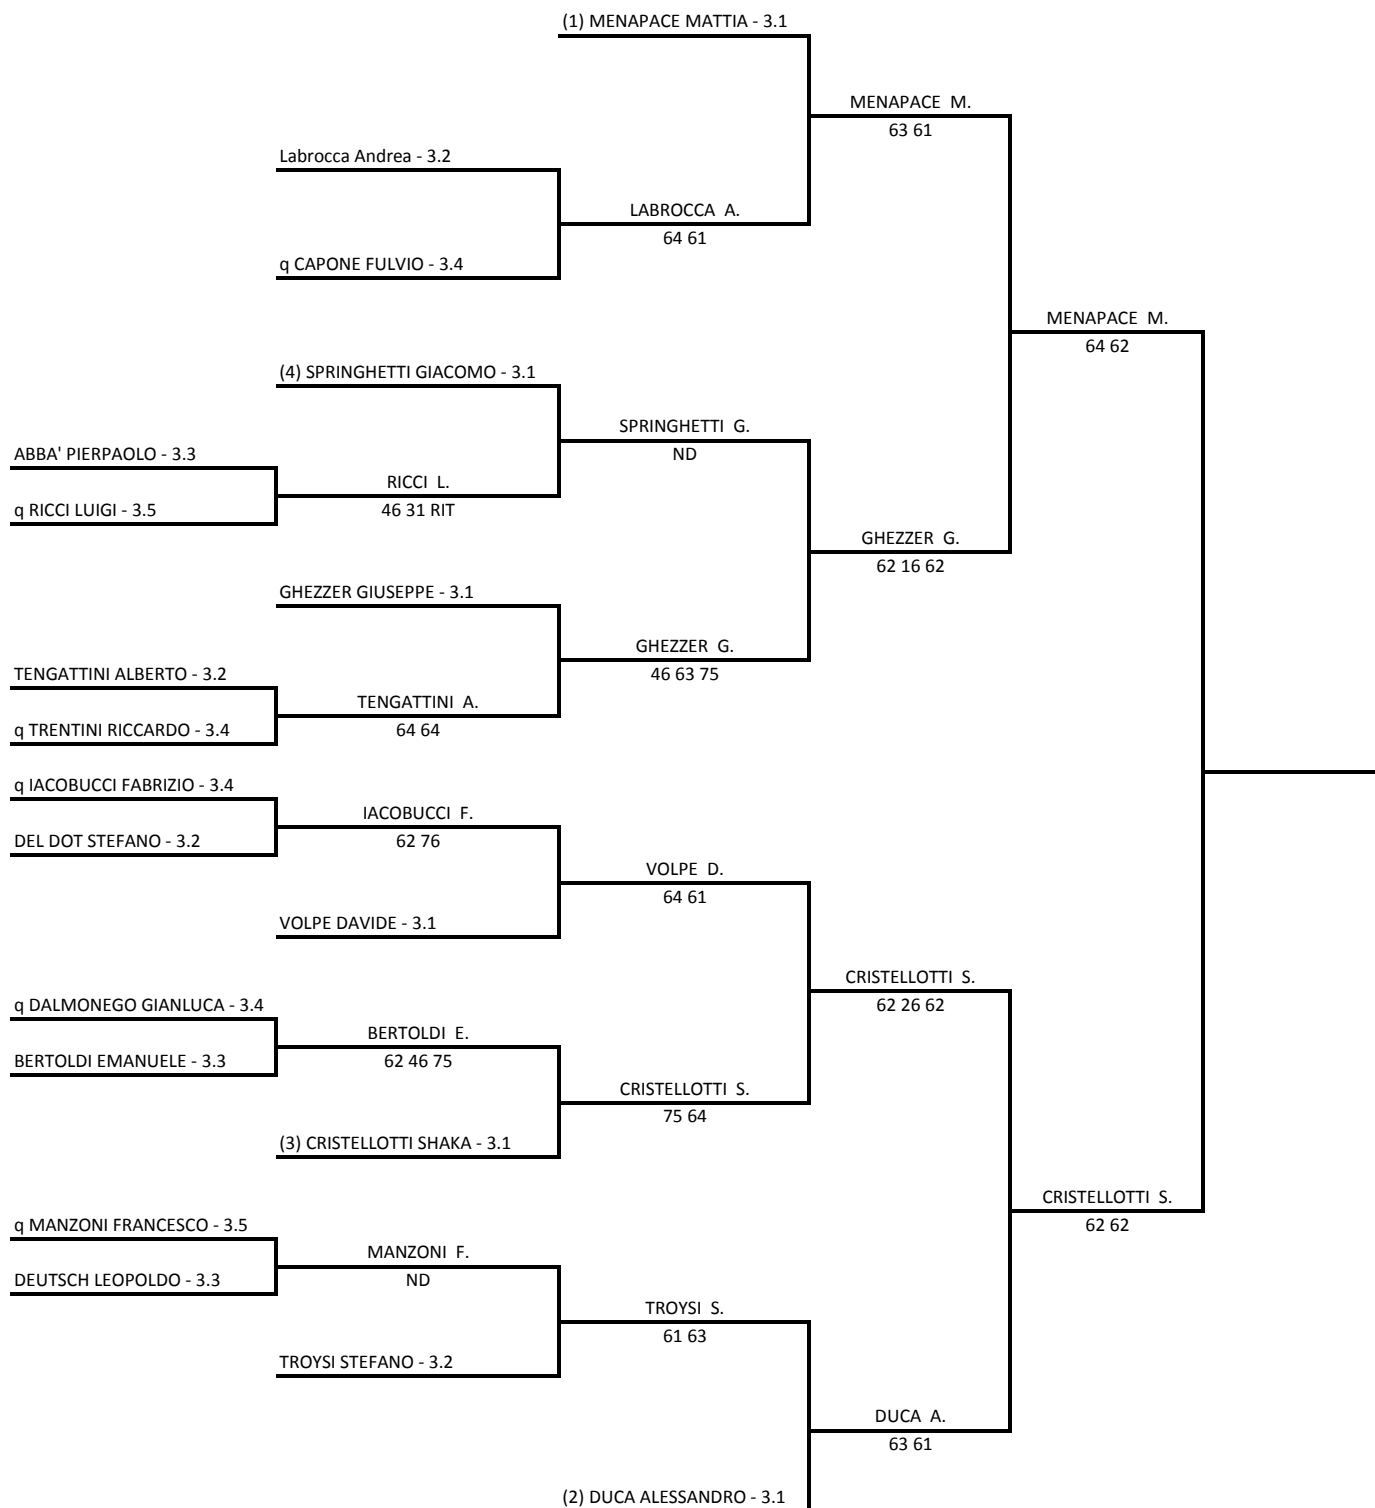 (1) MENAPACE MATTIA - 3.1
MENAPACE M.
63 61
Labrocca Andrea - 3.2
LABROCCA A.
64 61
q CAPONE FULVIO - 3.4
MENAPACE M.
64 62
(4) SPRINGHETTI GIACOMO - 3.1
SPRINGHETTI G.
ND
ABBA' PIERPAOLO - 3.3
RICCI L.
46 31 RIT
q RICCI LUIGI - 3.5
GHEZZER G.
62 16 62
GHEZZER GIUSEPPE - 3.1
GHEZZER G.
46 63 75
TENGATTINI ALBERTO - 3.2
TENGATTINI A.
64 64
q TRENTINI RICCARDO - 3.4
q IACOBUCCI FABRIZIO - 3.4
IACOBUCCI F.
62 76
DEL DOT STEFANO - 3.2
VOLPE D.
64 61
VOLPE DAVIDE - 3.1
CRISTELLOTTI S.
62 26 62
q DALMONEGO GIANLUCA - 3.4
BERTOLDI E.
62 46 75
BERTOLDI EMANUELE - 3.3
CRISTELLOTTI S.
75 64
(3) CRISTELLOTTI SHAKA - 3.1
CRISTELLOTTI S.
62 62
q MANZONI FRANCESCO - 3.5
MANZONI F.
ND
DEUTSCH LEOPOLDO - 3.3
TROYSI S.
61 63
TROYSI STEFANO - 3.2
DUCA A.
63 61
(2) DUCA ALESSANDRO - 3.1